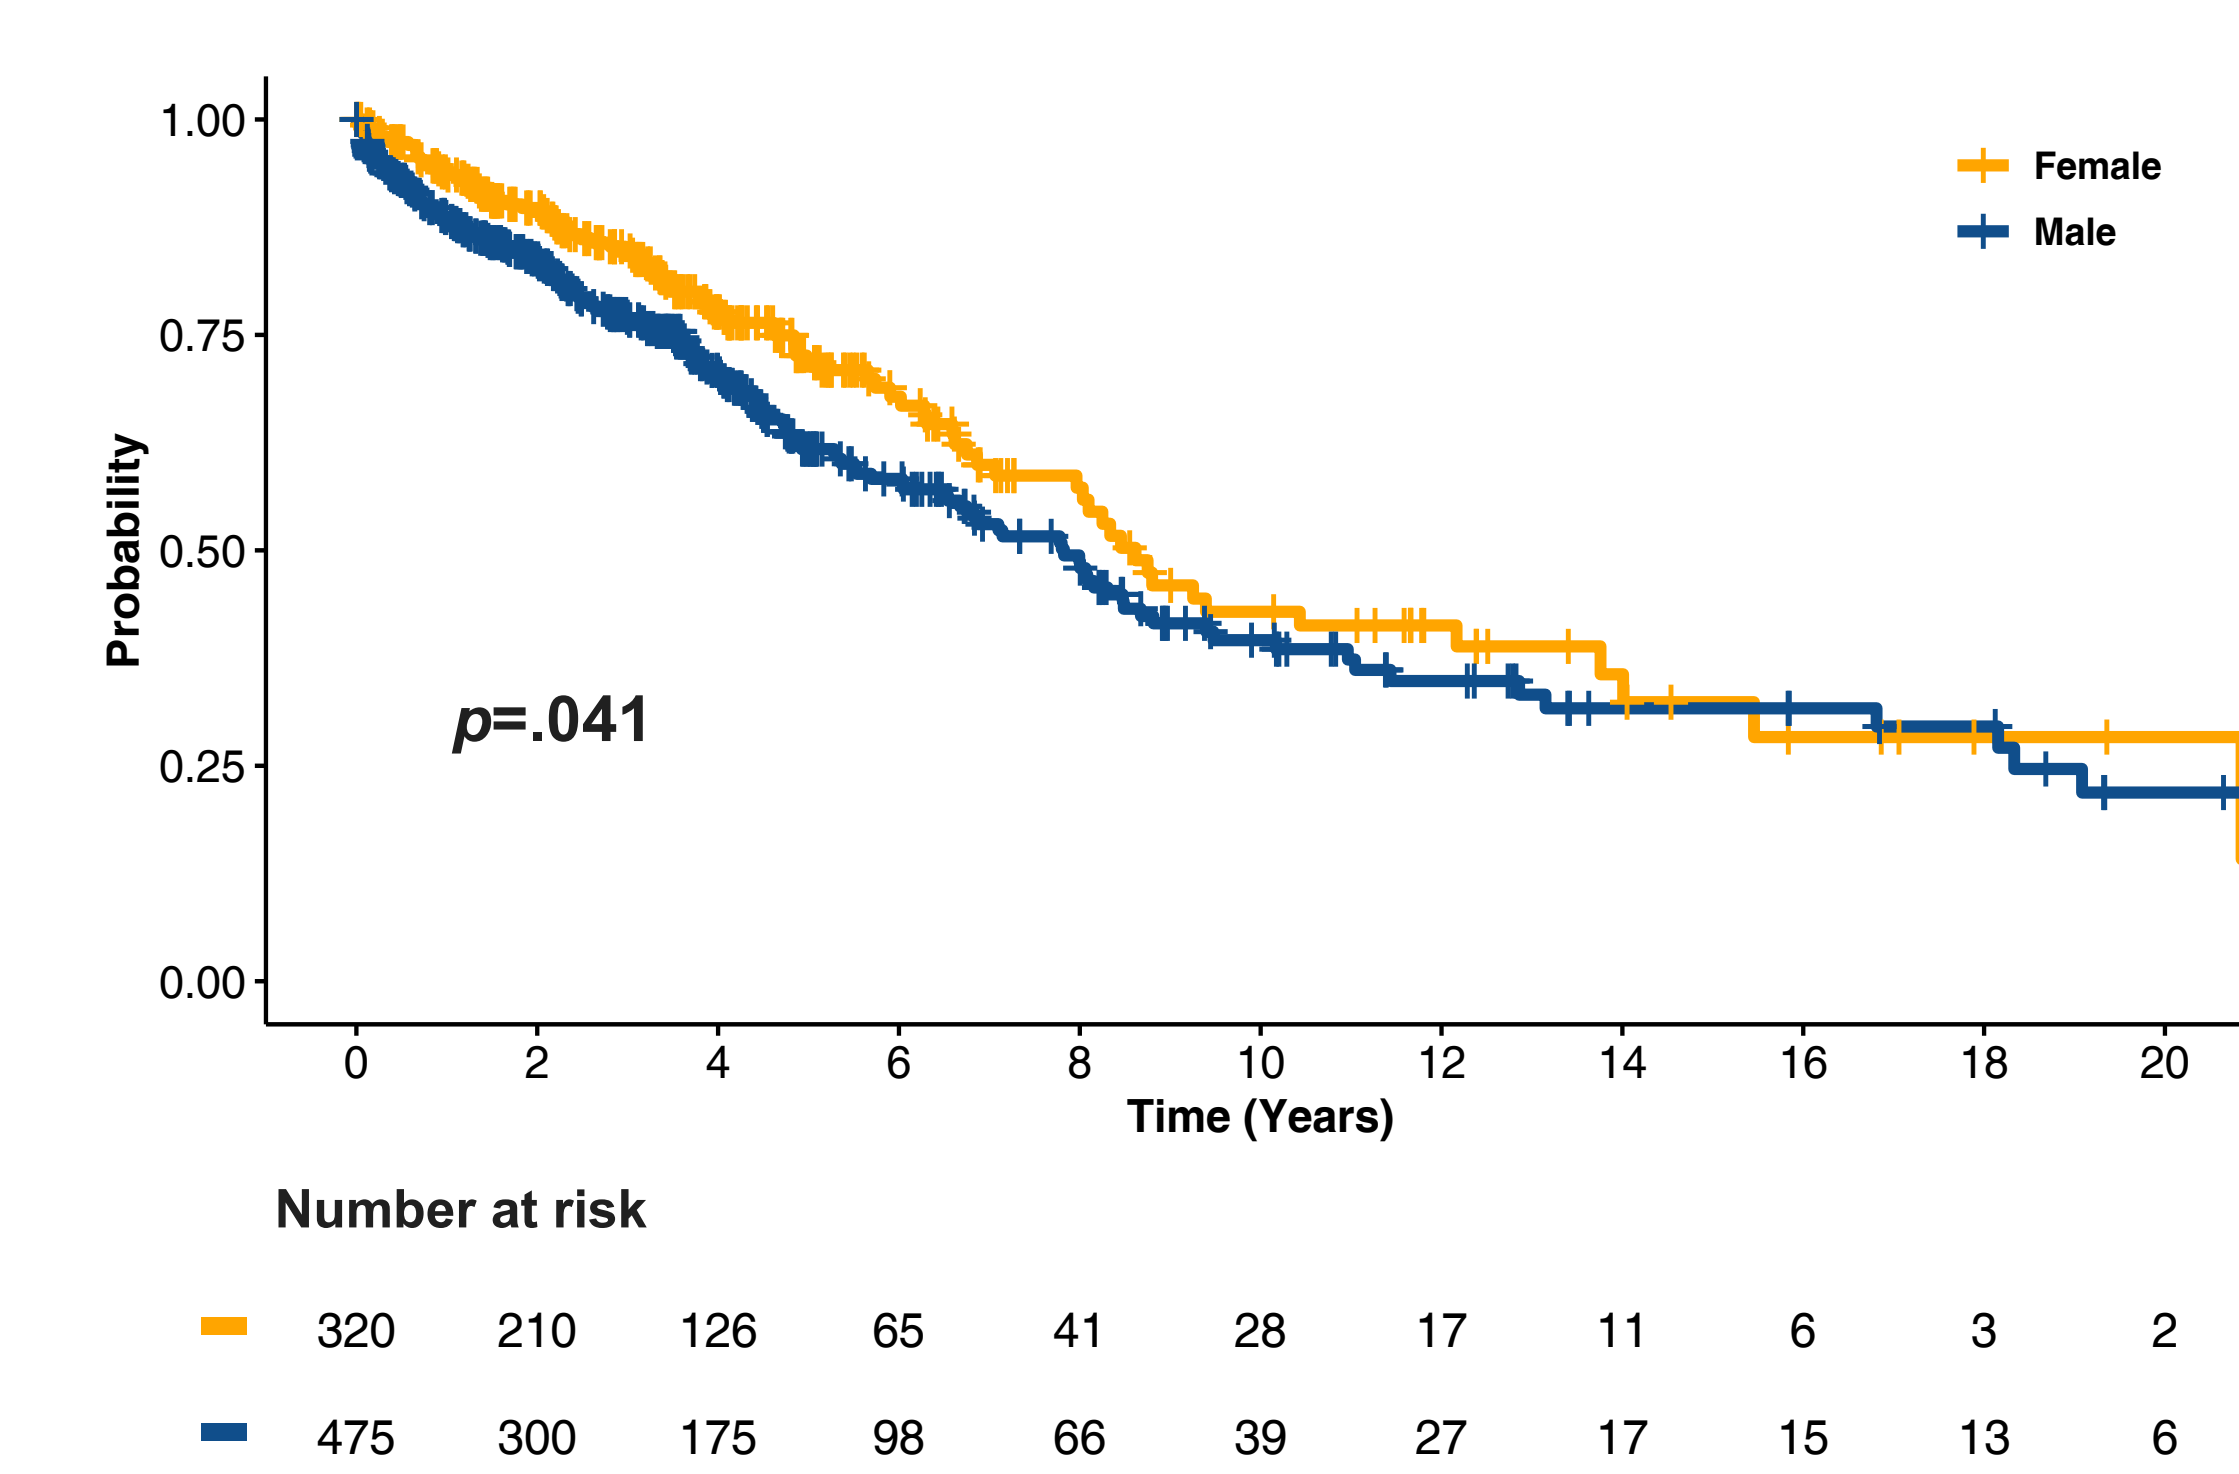 1.00
0.75
0.50
0.25
0.00
Probability
Female
Male
p=.041
0 2 4 6 8 10 12 14 16 18 20
Time (Years)
Number at risk
320 210 126 65 41 28 17 11 6 3 2
475 300 175 98 66 39 27 17 15 13 6